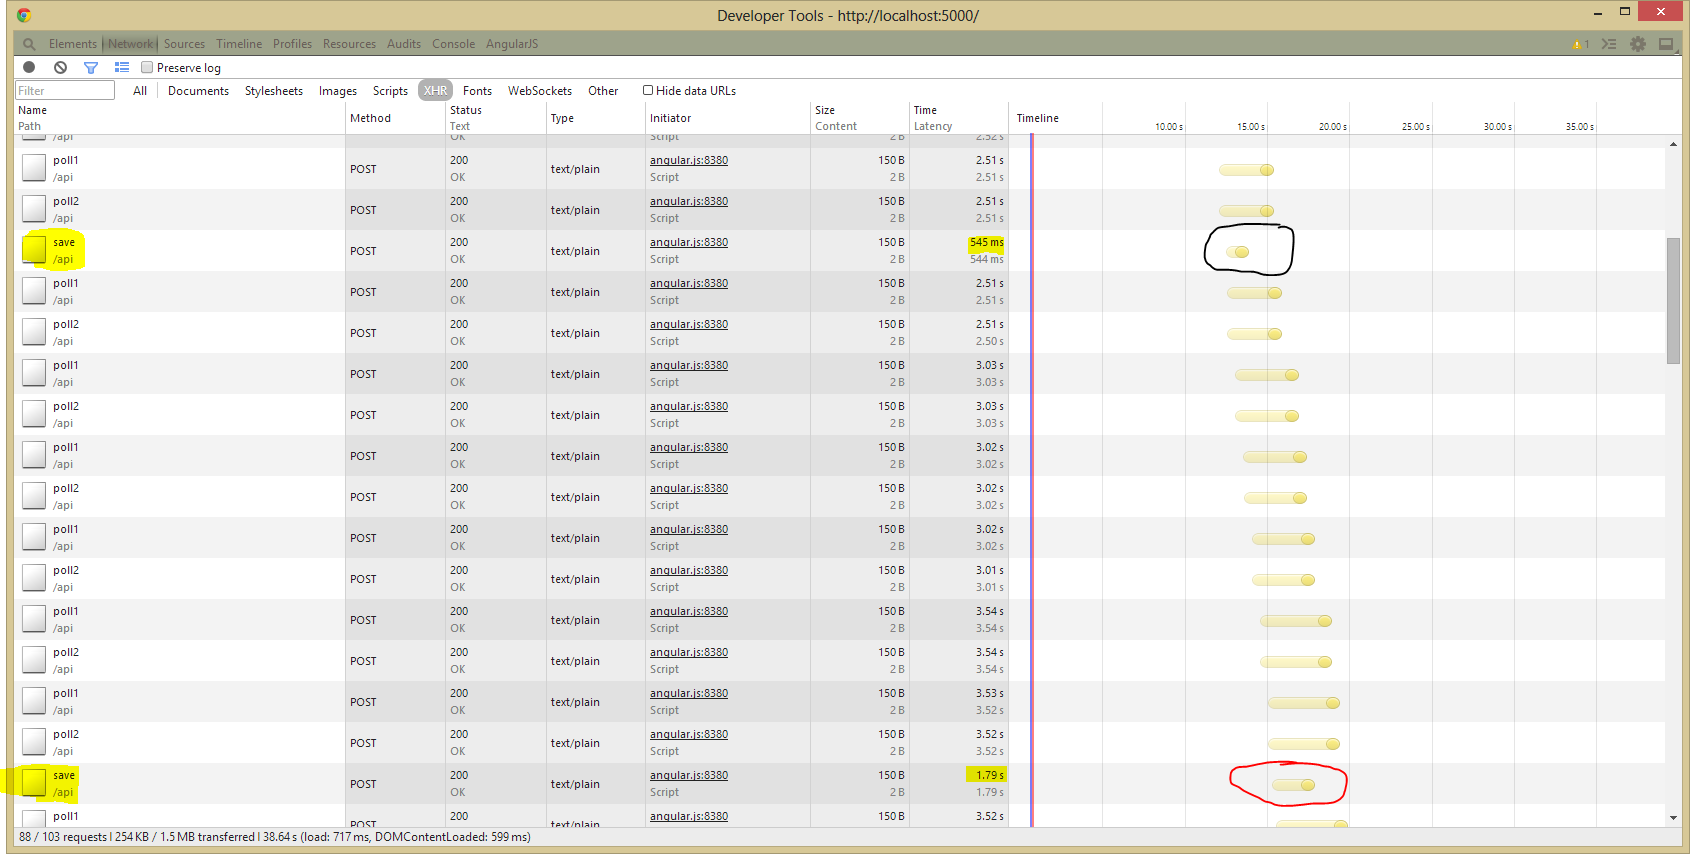 Developer Tools - http://localhost:5000/
Elements Network Sources Timeline Profiles Resources Audits Console AngularJS 1
Preserve log
Filter All Documents Stylesheets Images Scripts XHR Fonts WebSockets Other Hide data URLs
Name Method Status Type Initiator Size Time Timeline
Path Text Content Latency 10.00 s 15.00 s 20.00 s 25.00 s 30.00 s 35.00 s
/api OK Script 2 B 2.52 s
poll1 POST 200 text/plain angular.js:8380 150 B 2.51 s
/api OK Script 2 B 2.51 s
poll2 POST 200 text/plain angular.js:8380 150 B 2.51 s
/api OK Script 2 B 2.51 s
save POST 200 text/plain angular.js:8380 150 B 545 ms
/api OK Script 2 B 544 ms
poll1 POST 200 text/plain angular.js:8380 150 B 2.51 s
/api OK Script 2 B 2.51 s
poll2 POST 200 text/plain angular.js:8380 150 B 2.51 s
/api OK Script 2 B 2.50 s
poll1 POST 200 text/plain angular.js:8380 150 B 3.03 s
/api OK Script 2 B 3.03 s
poll2 POST 200 text/plain angular.js:8380 150 B 3.03 s
/api OK Script 2 B 3.03 s
poll1 POST 200 text/plain angular.js:8380 150 B 3.02 s
/api OK Script 2 B 3.02 s
poll2 POST 200 text/plain angular.js:8380 150 B 3.02 s
/api OK Script 2 B 3.02 s
poll1 POST 200 text/plain angular.js:8380 150 B 3.02 s
/api OK Script 2 B 3.02 s
poll2 POST 200 text/plain angular.js:8380 150 B 3.01 s
/api OK Script 2 B 3.01 s
poll1 POST 200 text/plain angular.js:8380 150 B 3.54 s
/api OK Script 2 B 3.54 s
poll2 POST 200 text/plain angular.js:8380 150 B 3.54 s
/api OK Script 2 B 3.54 s
poll1 POST 200 text/plain angular.js:8380 150 B 3.53 s
/api OK Script 2 B 3.52 s
poll2 POST 200 text/plain angular.js:8380 150 B 3.52 s
/api OK Script 2 B 3.52 s
save POST 200 text/plain angular.js:8380 150 B 1.79 s
/api OK Script 2 B 1.79 s
poll1 POST 200 text/plain angular.js:8380 150 B 3.52 s
88 / 103 requests | 254 KB / 1.5 MB transferred | 38.64 s (load: 717 ms, DOMContentLoaded: 599 ms)